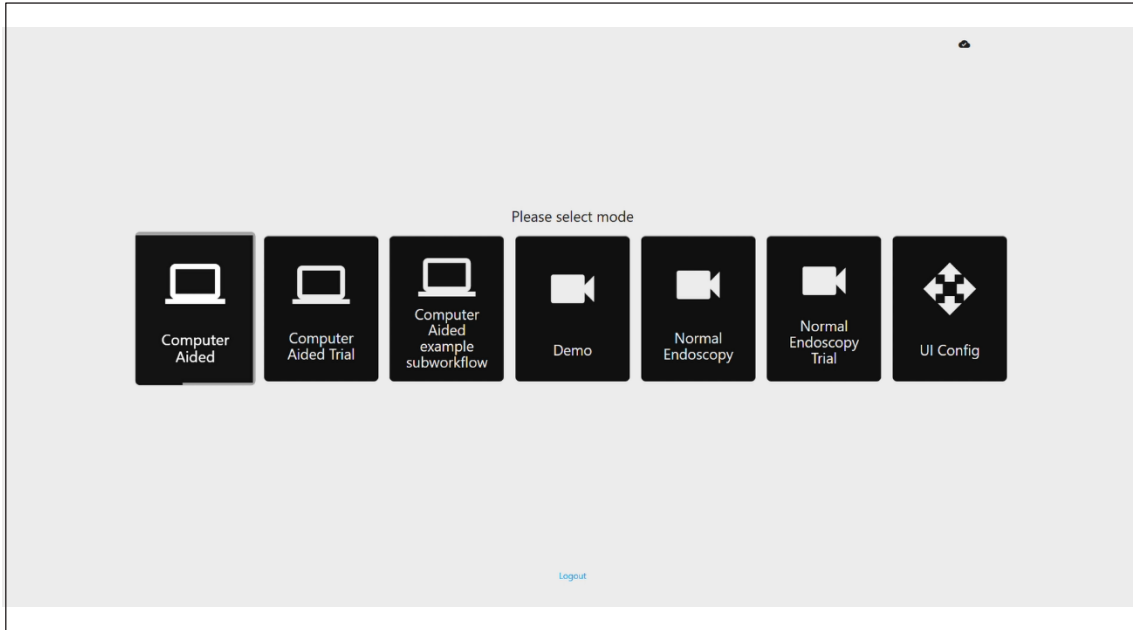 Please select mode
Computer
Aided
Computer
Aided Trial
Computer
Aided
example
subworkflow
Demo
Normal
Endoscopy
Normal
Endoscopy
Trial
UI Config
Logout